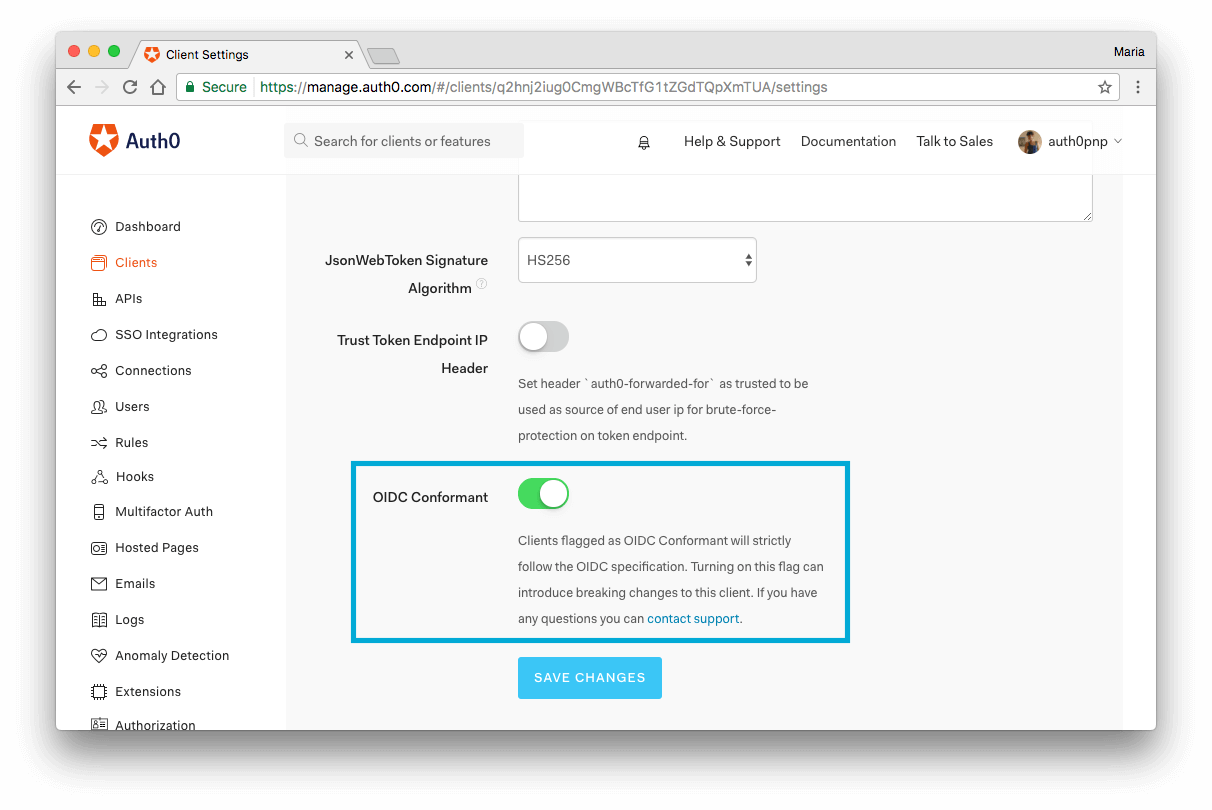 Client Settings
Maria
Secure https://manage.auth0.com/#/clients/q2hnj2iug0CmgWBcTfG1tZGdTQpXmTUA/settings
Auth0
Search for clients or features
Help & Support
Documentation
Talk to Sales
auth0pnp
Dashboard
Clients
APIs
SSO Integrations
Connections
Users
Rules
Hooks
Multifactor Auth
Hosted Pages
Emails
Logs
Anomaly Detection
Extensions
Authorization
JsonWebToken Signature
Algorithm ?
HS256
Trust Token Endpoint IP
Header
Set header `auth0-forwarded-for` as trusted to be
used as source of end user ip for brute-force-
protection on token endpoint.
OIDC Conformant
Clients flagged as OIDC Conformant will strictly
follow the OIDC specification. Turning on this flag can
introduce breaking changes to this client. If you have
any questions you can contact support.
SAVE CHANGES